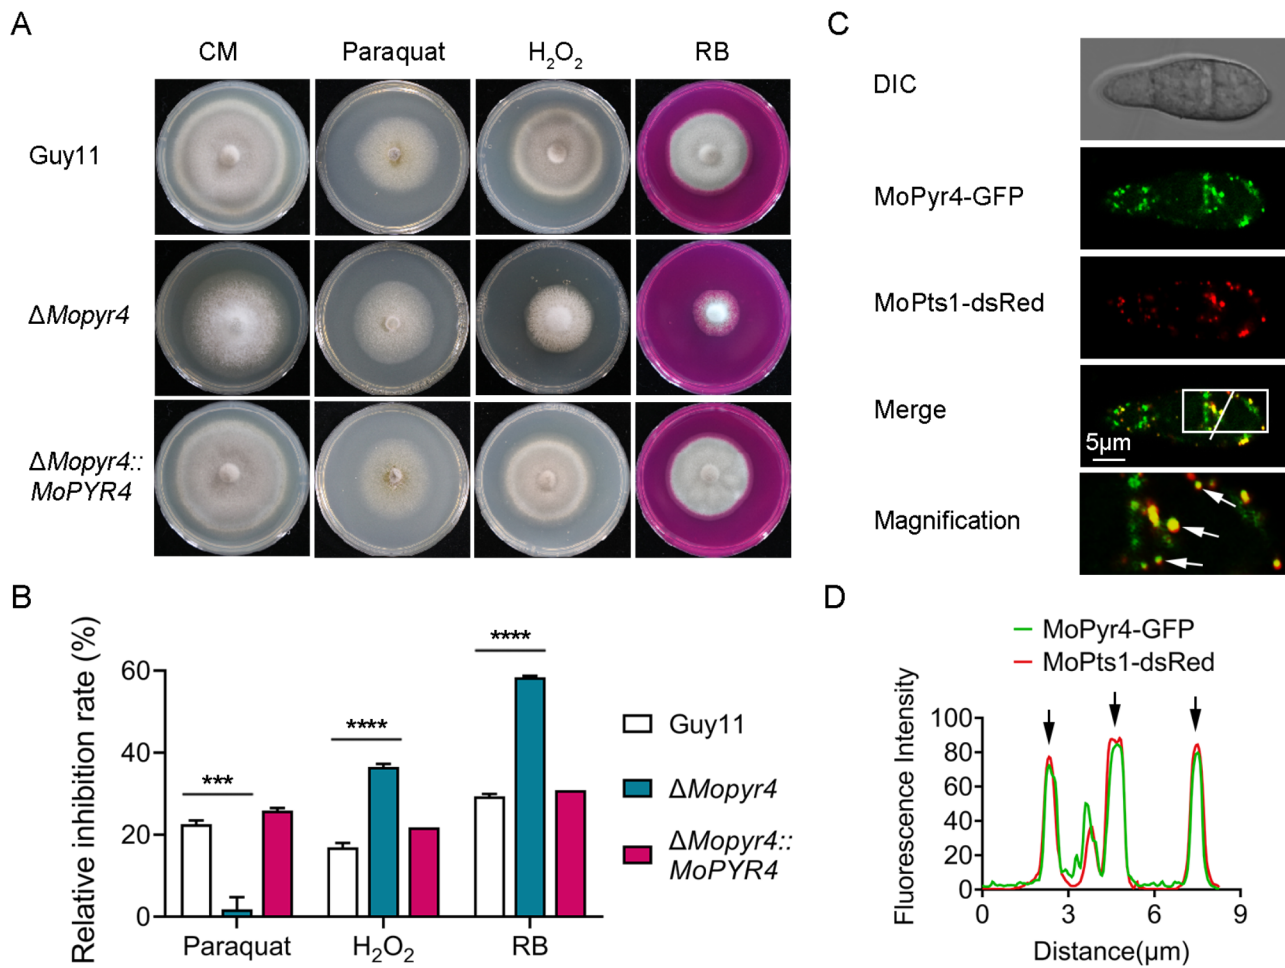 A
CM
Paraquat
H₂O₂
RB
Guy11
ΔMopyr4
ΔMopyr4::
MoPYR4
C
DIC
MoPyr4-GFP
MoPts1-dsRed
Merge
5μm
Magnification
B
Relative inhibition rate (%)
60
40
20
0
***
****
****
Paraquat
H₂O₂
RB
Guy11
ΔMopyr4
ΔMopyr4::
MoPYR4
D
MoPyr4-GFP
MoPts1-dsRed
Fluorescence Intensity
100
80
60
40
20
0
0
3
6
9
Distance(μm)